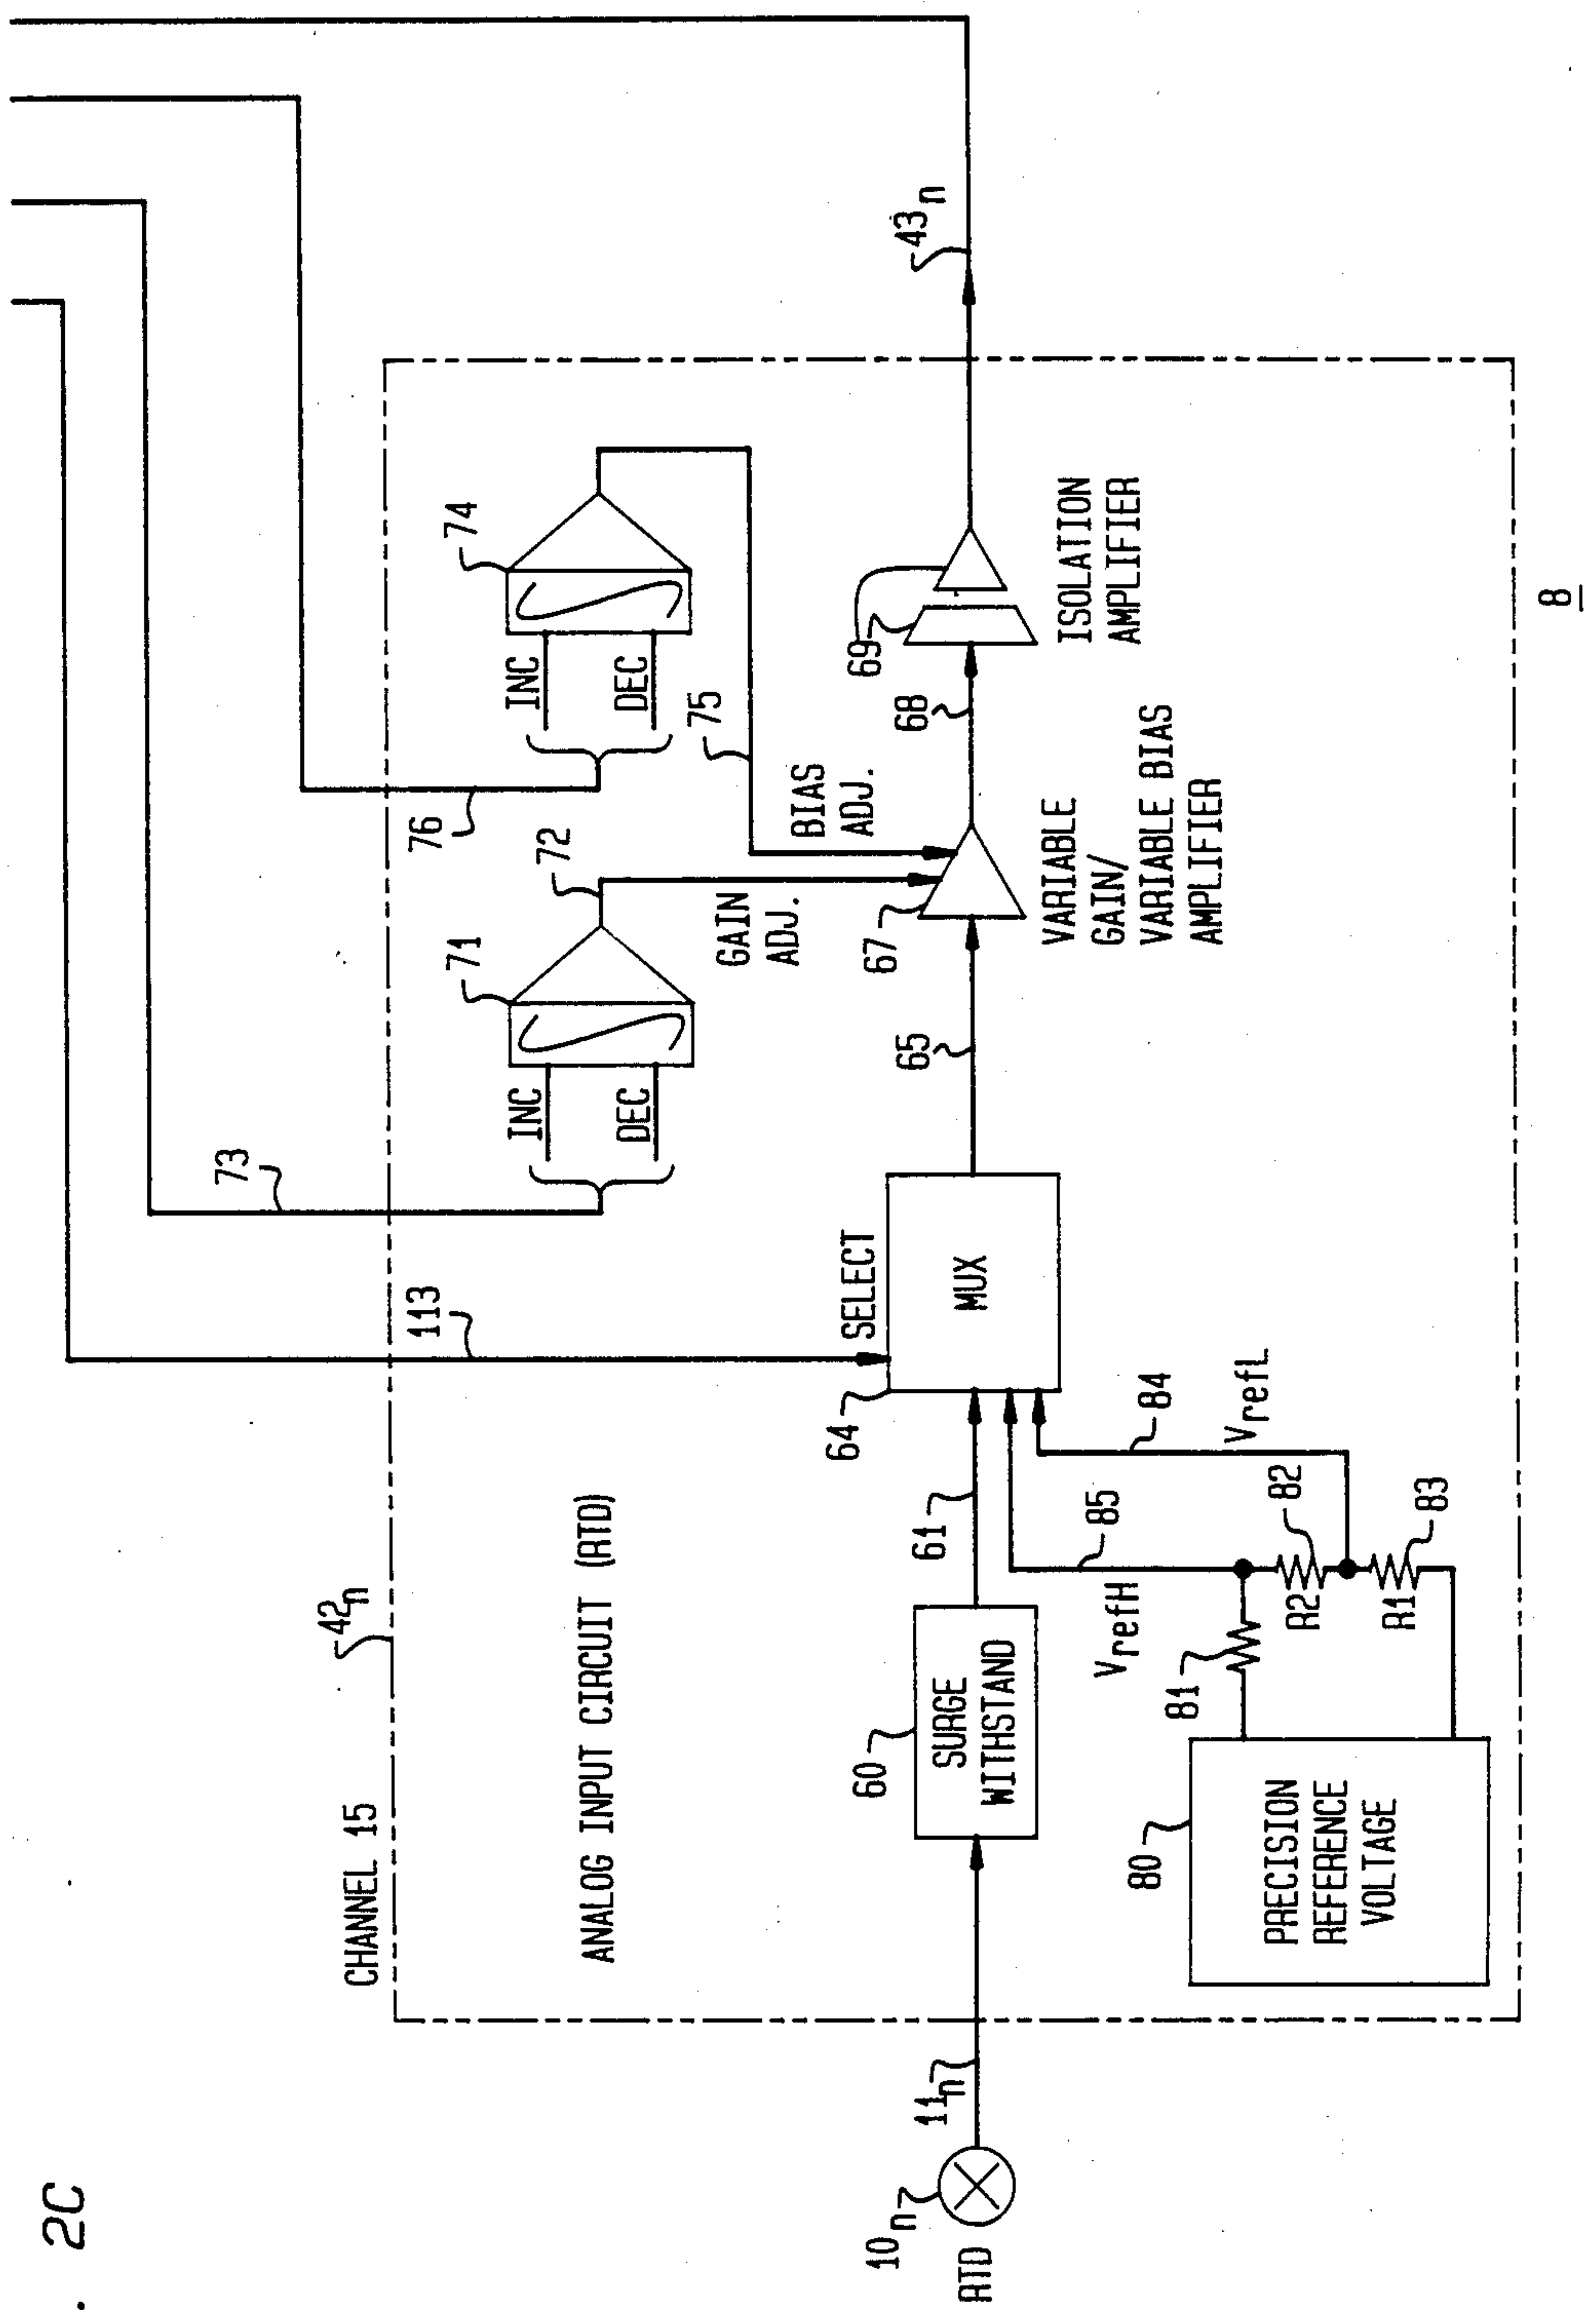 . 2C
CHANNEL 15
42n
ANALOG INPUT CIRCUIT (RTD)
113
73
76
71
72
74
INC
DEC
INC
DEC
GAIN
ADJ.
BIAS
ADJ.
75
RTD
10n
11n
60
SURGE
WITHSTAND
61
64
SELECT
MUX
65
67
VARIABLE
GAIN/
VARIABLE BIAS
AMPLIFIER
68
69
ISOLATION
AMPLIFIER
43n
80
PRECISION
REFERENCE
VOLTAGE
81
VrefH
85
R2
82
R1
83
84
VrefL
8